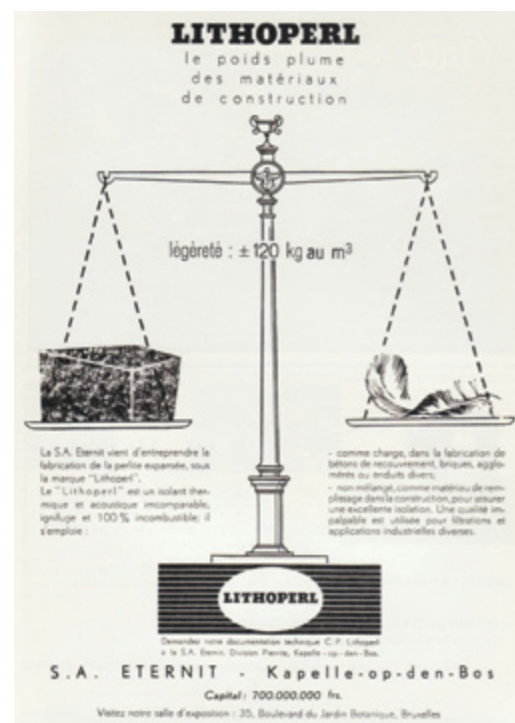 LITHOPERL
le poids plume
des matériaux
de construction
légèreté : ± 120 kg au m³
La S.A. Eternit vient d'entreprendre la
fabrication de la perlite expansée, sous
la marque "Lithoperl".
Le "Lithoperl" est un isolant ther-
mique et acoustique incomparable,
ignifuge et 100 % incombustible; il
s'emploie :
- comme charge, dans la fabrication de
bétons de recouvrement, briques, agglo-
mérés ou enduits divers;
- non mélangé, comme matériau de rem-
plissage dans la construction, pour assurer
une excellente isolation. Une qualité im-
palpable est utilisée pour filtrations et
applications industrielles diverses.
LITHOPERL
Demandez notre documentation technique C.P. Lithoperl
à la S.A. Eternit, Division Plernite, Kapelle-op-den-Bos.
S.A. ETERNIT - Kapelle-op-den-Bos
Capital : 700.000.000 frs.
Visitez notre salle d'exposition : 35, Boulevard du Jardin Botanique, Bruxelles